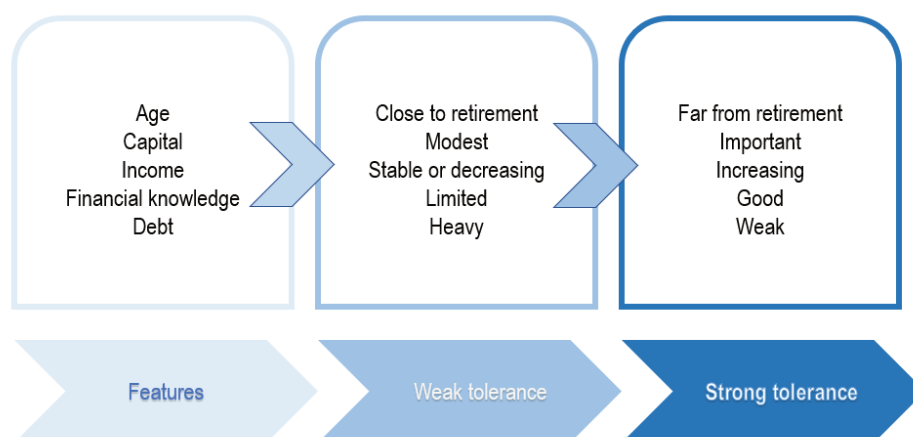 Age
Capital
Income
Financial knowledge
Debt
Close to retirement
Modest
Stable or decreasing
Limited
Heavy
Far from retirement
Important
Increasing
Good
Weak
Features
Weak tolerance
Strong tolerance